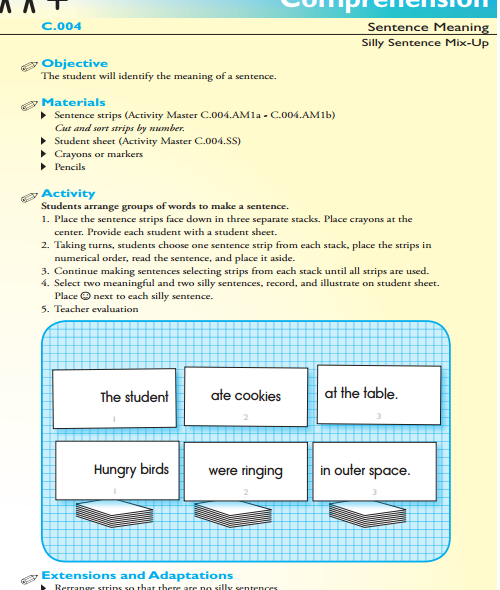 Comprehension
C.004
Sentence Meaning
Silly Sentence Mix-Up
Objective
The student will identify the meaning of a sentence.
Materials
Sentence strips (Activity Master C.004.AM1a - C.004.AM1b)
Cut and sort strips by number.
Student sheet (Activity Master C.004.SS)
Crayons or markers
Pencils
Activity
Students arrange groups of words to make a sentence.
1. Place the sentence strips face down in three separate stacks. Place crayons at the
center. Provide each student with a student sheet.
2. Taking turns, students choose one sentence strip from each stack, place the strips in
numerical order, read the sentence, and place it aside.
3. Continue making sentences selecting strips from each stack until all strips are used.
4. Select two meaningful and two silly sentences, record, and illustrate on student sheet.
Place ☺ next to each silly sentence.
5. Teacher evaluation
The student ate cookies at the table.
1 2 3
Hungry birds were ringing in outer space.
1 2 3
Extensions and Adaptations
Rerrange strips so that there are no silly sentences.